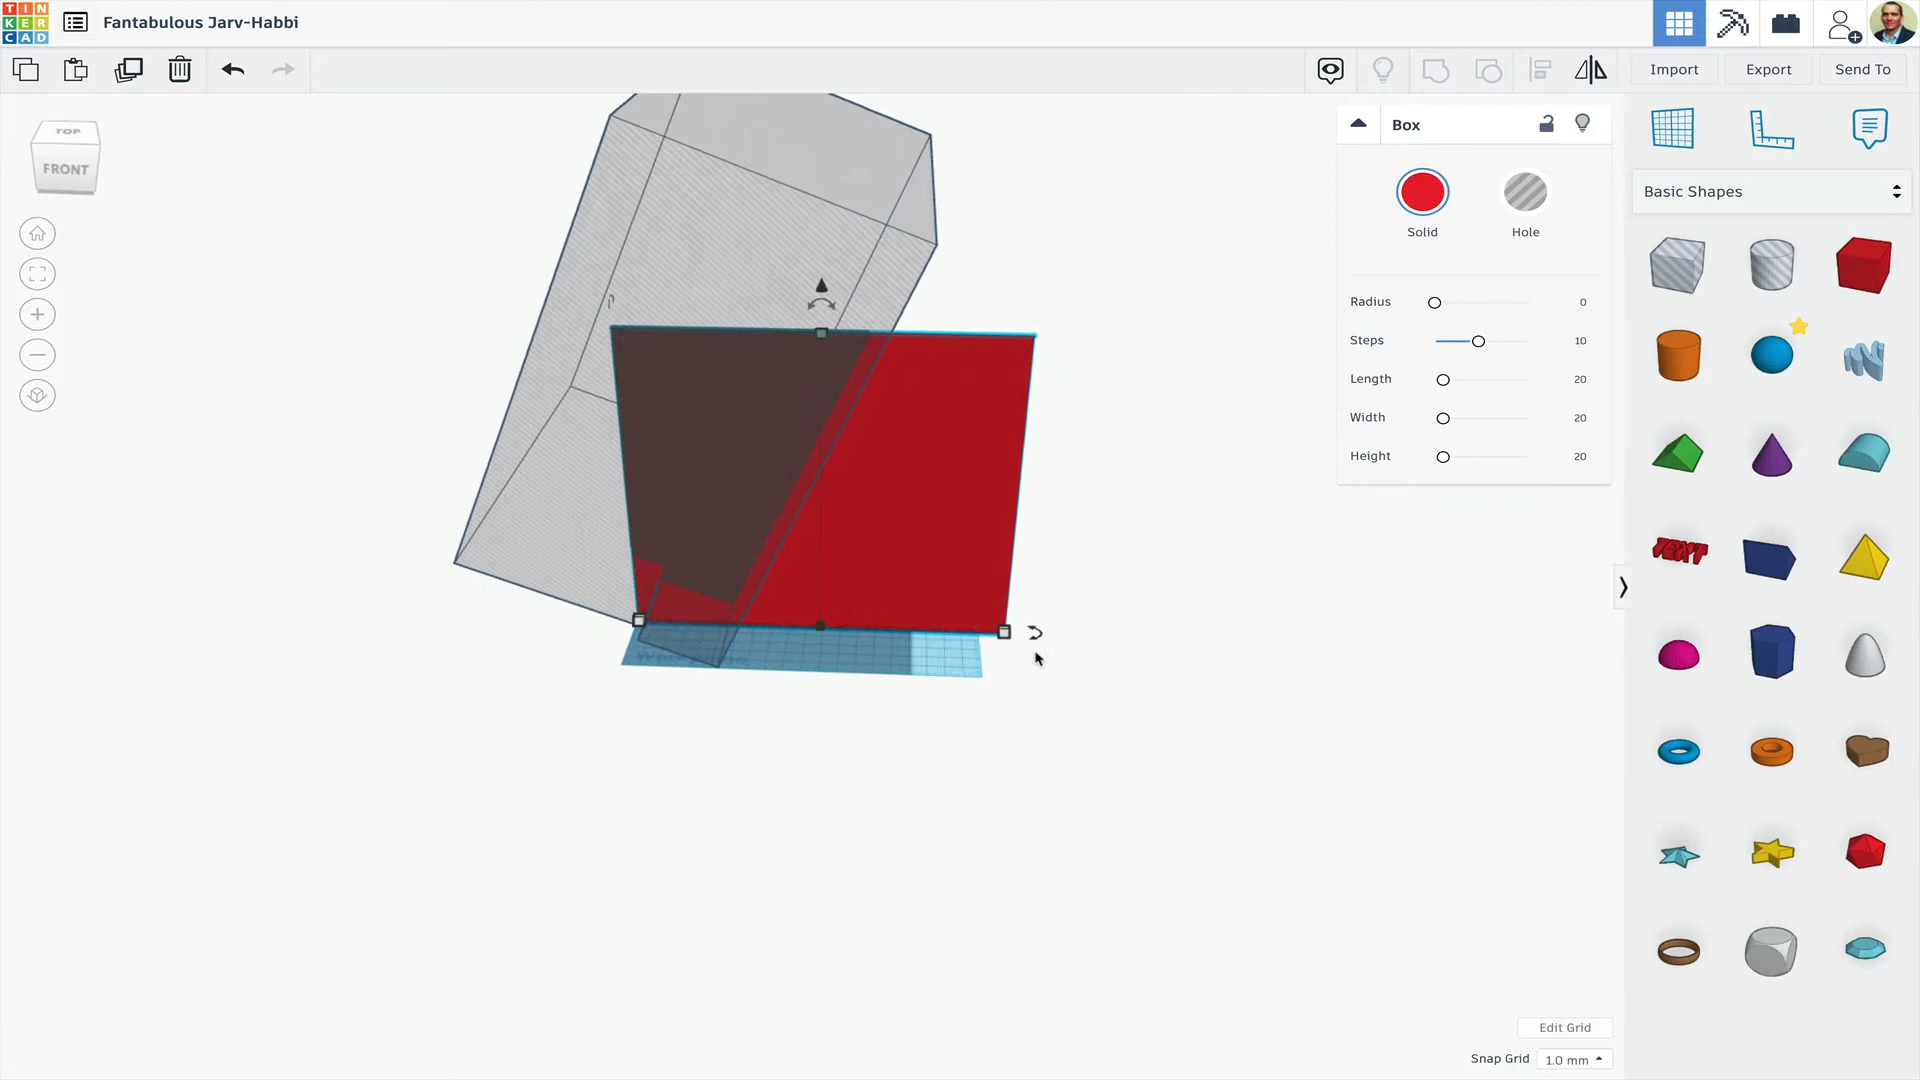 TIN
KER
CAD
Fantabulous Jarv-Habbi
Import
Export
Send To
TOP
FRONT
Box
Solid
Hole
Radius 0
Steps 10
Length 20
Width 20
Height 20
Basic Shapes
TEXT
Edit Grid
Snap Grid 1.0 mm